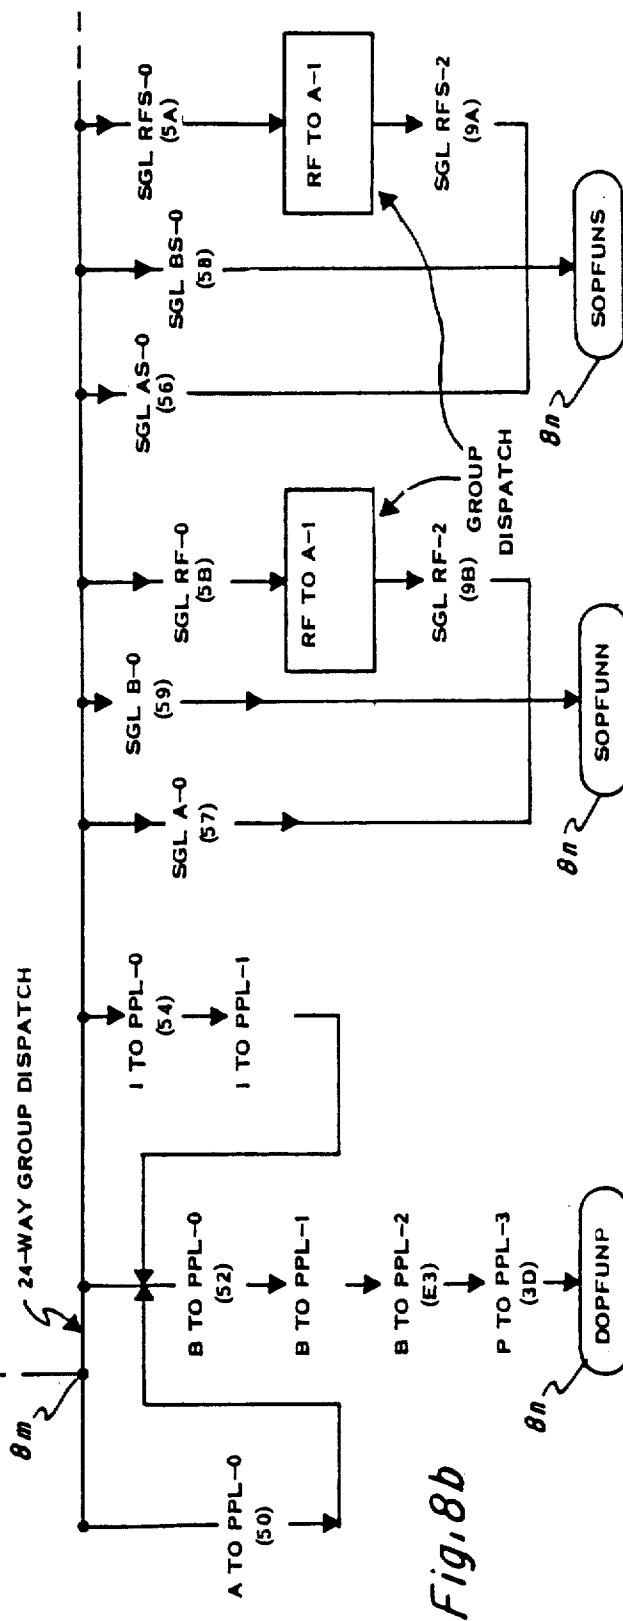 8m
24-WAY GROUP DISPATCH
A TO PPL-0
(50)
B TO PPL-0
(52)
B TO PPL-1
B TO PPL-2
(E3)
P TO PPL-3
(3D)
8n
DOPFUNP
I TO PPL-0
(54)
I TO PPL-1
SGL A-0
(57)
SGL B-0
(59)
SGL RF-0
(5B)
RF TO A-1
SGL RF-2
(9B)
8n
SOPFUNN
GROUP
DISPATCH
SGL AS-0
(56)
SGL BS-0
(58)
SGL RFS-0
(5A)
RF TO A-1
SGL RFS-2
(9A)
8n
SOPFUNS
Fig. 8b